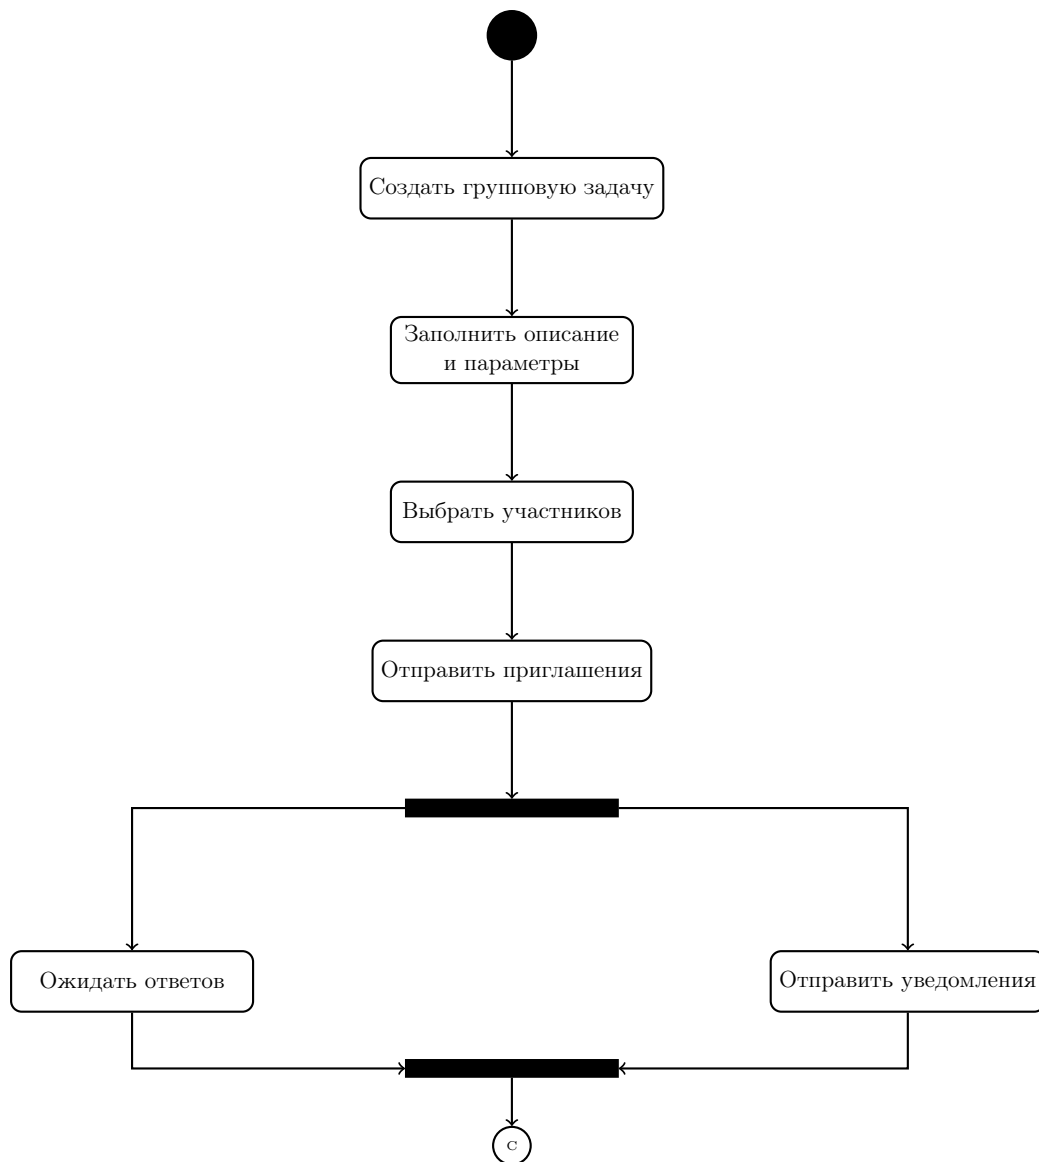 Создать групповую задачу
Заполнить описание
и параметры
Выбрать участников
Отправить приглашения
Ожидать ответов
Отправить уведомления
С